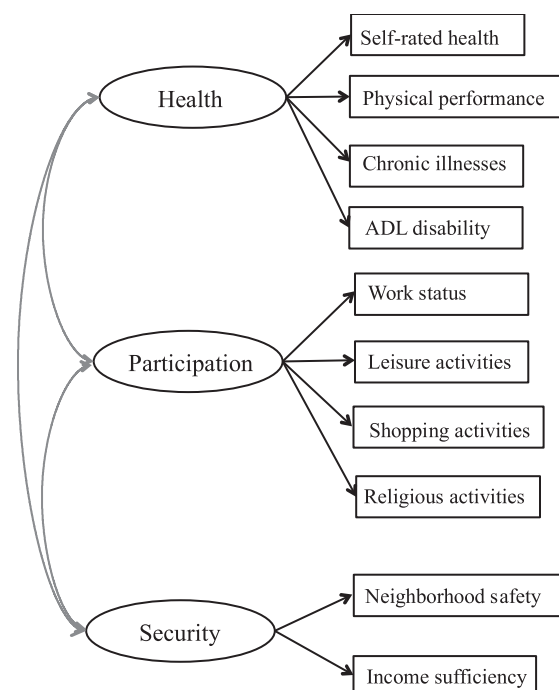 Self-rated health
Health
Physical performance
Chronic illnesses
ADL disability
Work status
Participation
Leisure activities
Shopping activities
Religious activities
Neighborhood safety
Security
Income sufficiency